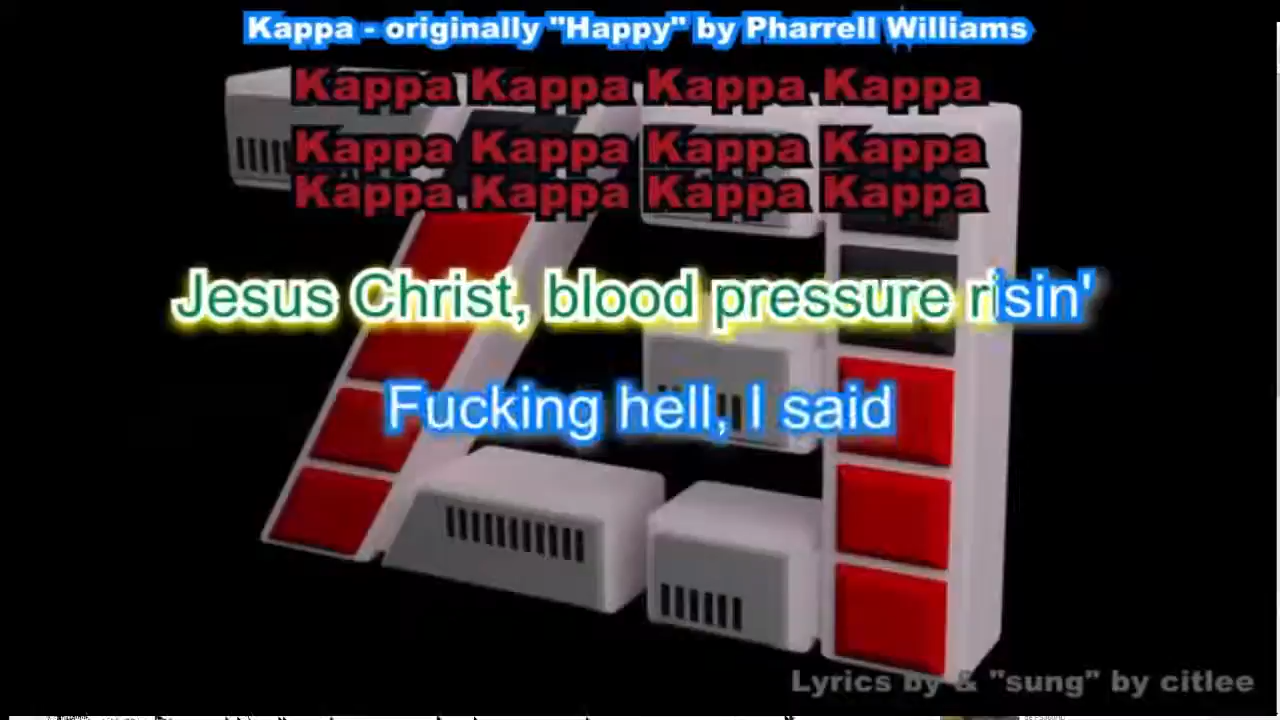 Kappa - originally "Happy" by Pharrell Williams
Kappa Kappa Kappa Kappa
Kappa Kappa Kappa Kappa
Kappa Kappa Kappa Kappa
Jesus Christ, blood pressure risin'
Fucking hell, I said
Lyrics by & "sung" by citlee